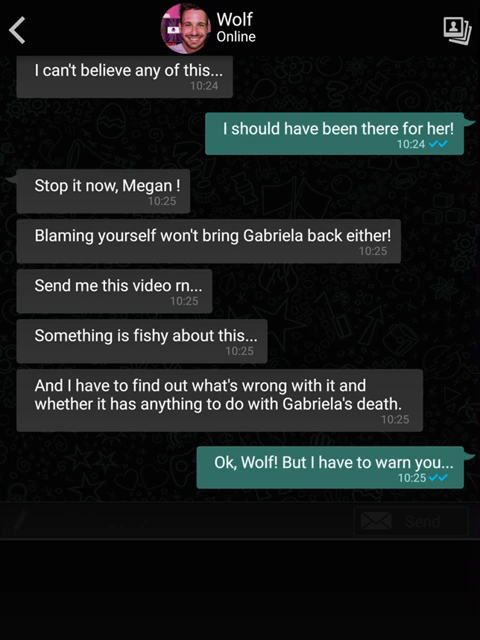 Wolf
Online
I can't believe any of this...
10:24
I should have been there for her!
10:24
Stop it now, Megan !
10:25
Blaming yourself won't bring Gabriela back either!
10:25
Send me this video rn...
10:25
Something is fishy about this...
10:25
And I have to find out what's wrong with it and
whether it has anything to do with Gabriela's death.
10:25
Ok, Wolf! But I have to warn you...
10:25
Send